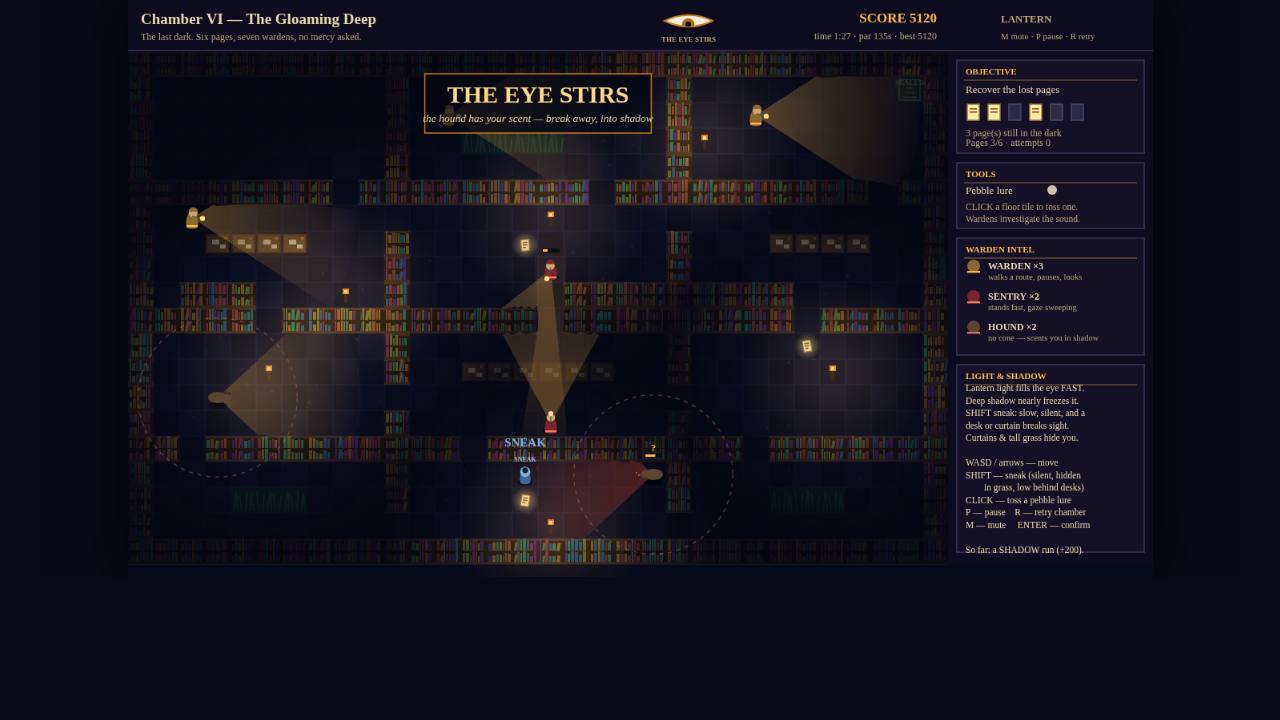 Chamber VI — The Gloaming Deep
The last dark. Six pages, seven wardens, no mercy asked.
THE EYE STIRS
SCORE 5120
time 1:27 · par 135s · best 5120
LANTERN
M mute · P pause · R retry
THE EYE STIRS
the hound has your scent — break away, into shadow
SNEAK
SNEAK
?
OBJECTIVE
Recover the lost pages
3 page(s) still in the dark
Pages 3/6 · attempts 0
TOOLS
Pebble lure
CLICK a floor tile to toss one.
Wardens investigate the sound.
WARDEN INTEL
WARDEN ×3
walks a route, pauses, looks
SENTRY ×2
stands fast, gaze sweeping
HOUND ×2
no cone — scents you in shadow
LIGHT & SHADOW
Lantern light fills the eye FAST.
Deep shadow nearly freezes it.
SHIFT sneak: slow, silent, and a
desk or curtain breaks sight.
Curtains & tall grass hide you.
WASD / arrows — move
SHIFT — sneak (silent, hidden
in grass, low behind desks)
CLICK — toss a pebble lure
P — pause R — retry chamber
M — mute ENTER — confirm
So far: a SHADOW run (+200).